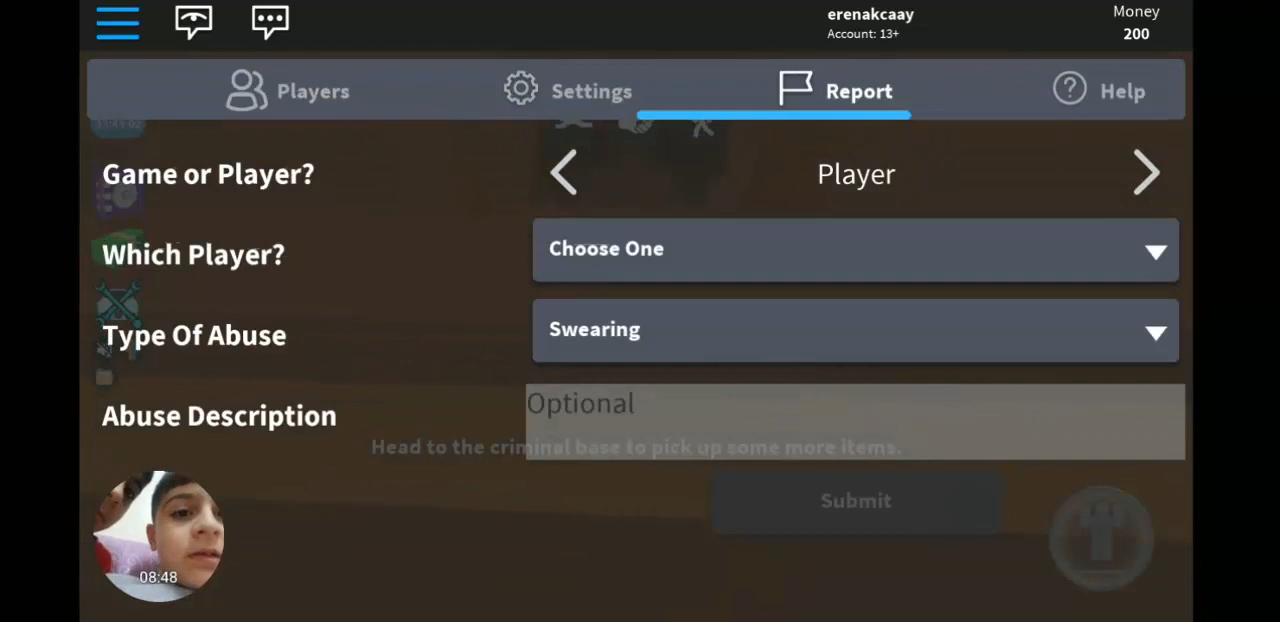 erenakcaay
Account: 13+
Money
200
Players
Settings
Report
Help
Game or Player?
Player
Which Player?
Choose One
Type Of Abuse
Swearing
Abuse Description
Optional
Head to the criminal base to pick up some more items.
Submit
08:48